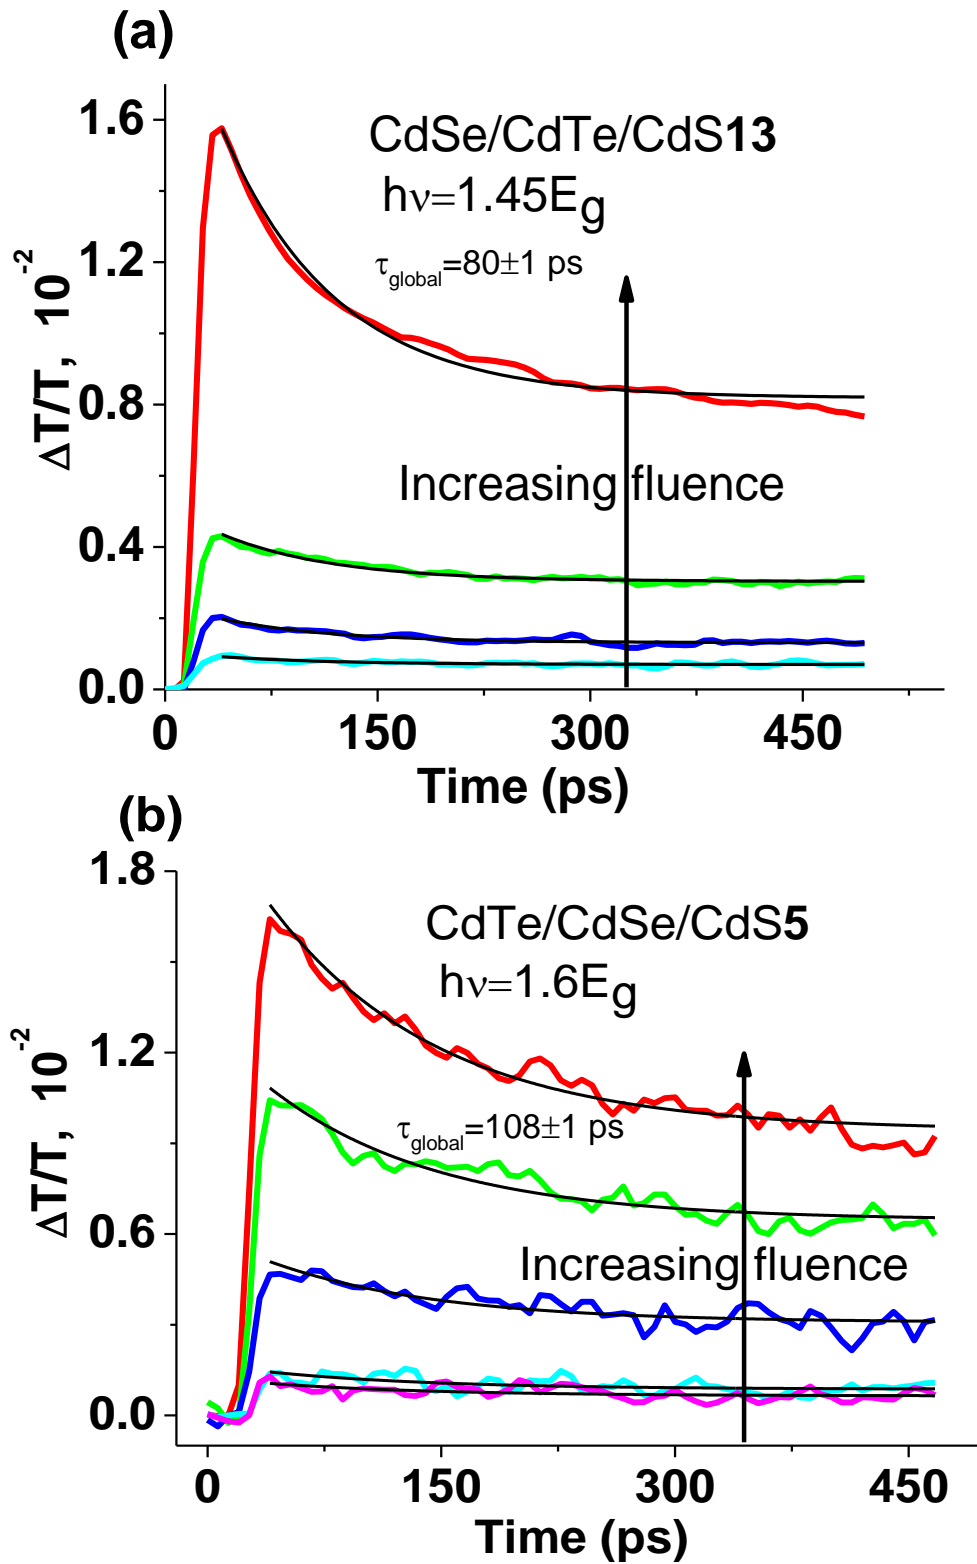 (a)
CdSe/CdTe/CdS13
hν=1.45Eg
τglobal=80±1 ps
Increasing fluence
ΔT/T, 10-2
1.6
1.2
0.8
0.4
0.0
0 150 300 450
Time (ps)
(b)
CdTe/CdSe/CdS5
hν=1.6Eg
τglobal=108±1 ps
Increasing fluence
ΔT/T, 10-2
1.8
1.2
0.6
0.0
0 150 300 450
Time (ps)